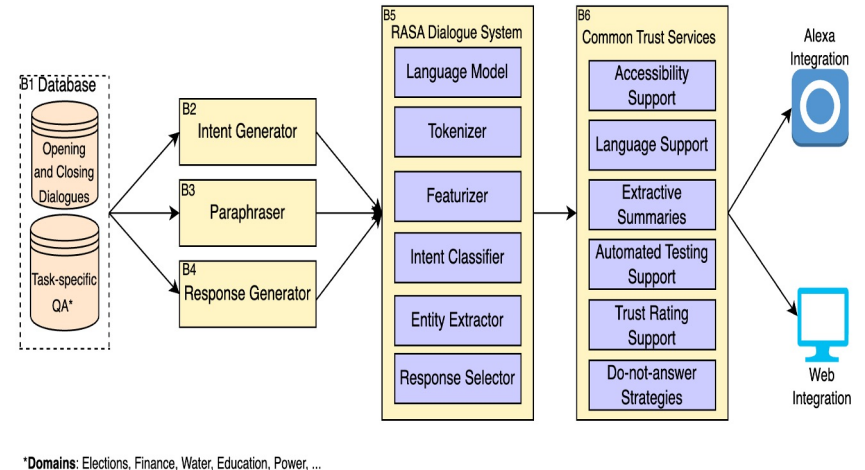 B1 Database
Opening
and Closing
Dialogues
Task-specific
QA*
B2
Intent Generator
B3
Paraphraser
B4
Response Generator
B5
RASA Dialogue System
Language Model
Tokenizer
Featurizer
Intent Classifier
Entity Extractor
Response Selector
B6
Common Trust Services
Accessibility
Support
Language Support
Extractive
Summaries
Automated Testing
Support
Trust Rating
Support
Do-not-answer
Strategies
Alexa
Integration
Web
Integration
*Domains: Elections, Finance, Water, Education, Power, ...